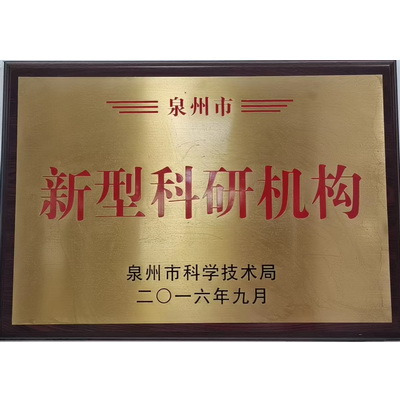 泉州市
新型科研机构
泉州市科学技术局
二〇一六年九月